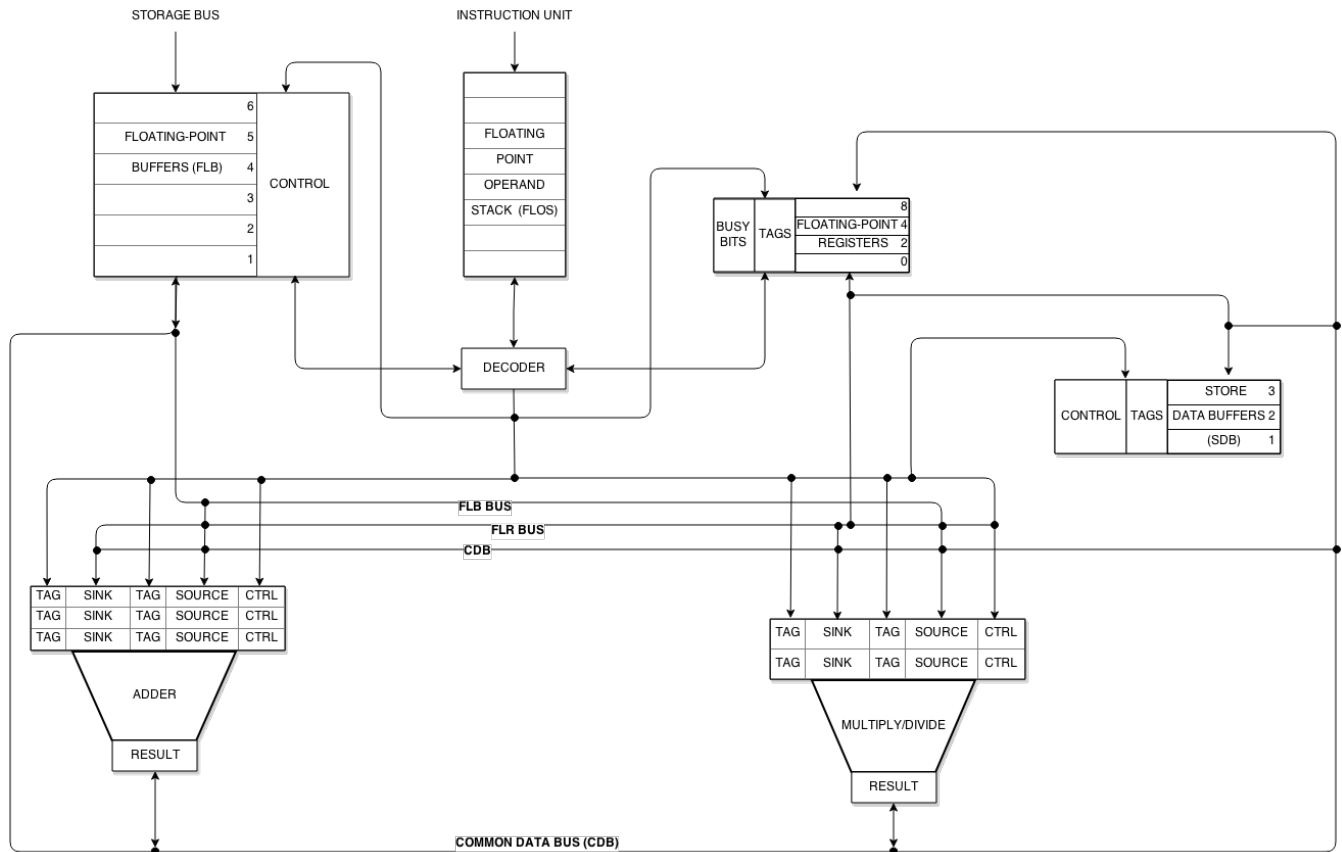 STORAGE BUS
INSTRUCTION UNIT
6
FLOATING-POINT 5
BUFFERS (FLB) 4
3
2
1
CONTROL
FLOATING
POINT
OPERAND
STACK (FLOS)
BUSY
BITS
TAGS
8
FLOATING-POINT 4
REGISTERS 2
0
DECODER
CONTROL
TAGS
STORE 3
DATA BUFFERS 2
(SDB) 1
FLB BUS
FLR BUS
CDB
TAG SINK TAG SOURCE CTRL
TAG SINK TAG SOURCE CTRL
TAG SINK TAG SOURCE CTRL
ADDER
RESULT
TAG SINK TAG SOURCE CTRL
TAG SINK TAG SOURCE CTRL
MULTIPLY/DIVIDE
RESULT
COMMON DATA BUS (CDB)